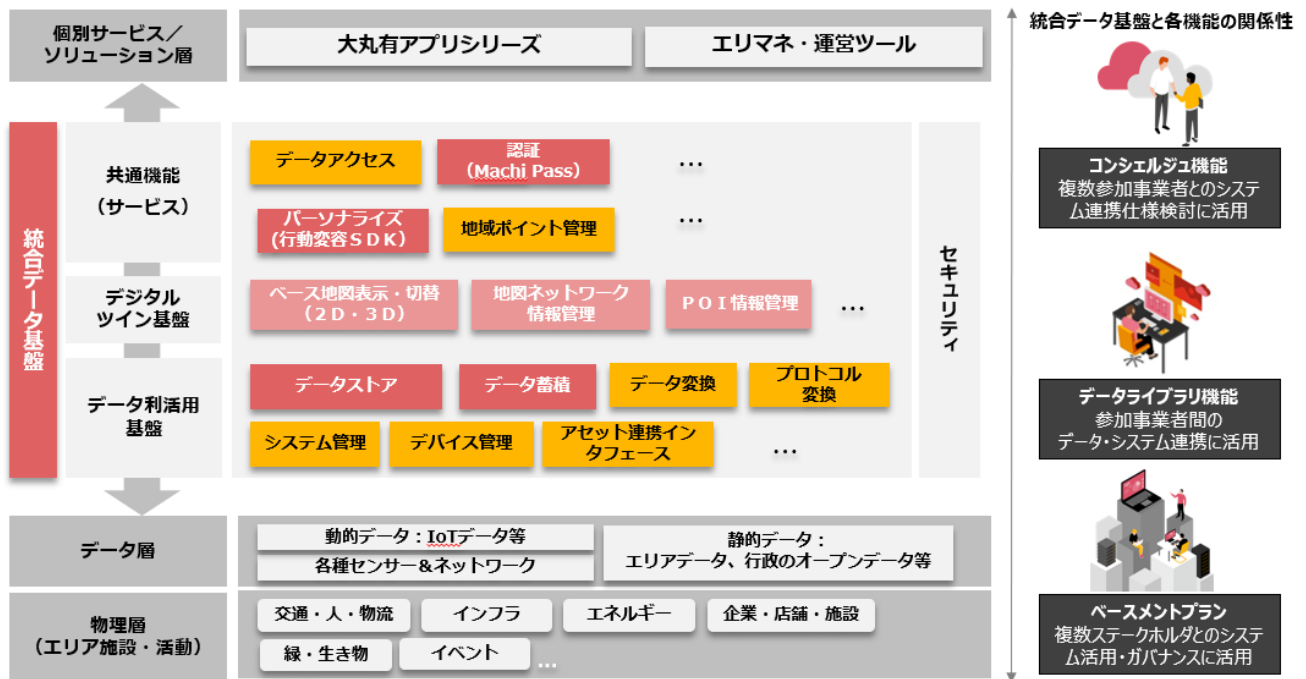 個別サービス／
ソリューション層
大丸有アプリシリーズ
エリマネ・運営ツール
統合データ基盤
共通機能
（サービス）
データアクセス
認証
（Machi Pass）
…
パーソナライズ
(行動変容ＳＤＫ）
地域ポイント管理
…
デジタル
ツイン基盤
ベース地図表示・切替
（２Ｄ・３Ｄ）
地図ネットワーク
情報管理
ＰＯＩ情報管理
…
データ利活用
基盤
データストア
データ蓄積
データ変換
プロトコル
変換
システム管理
デバイス管理
アセット連携イン
タフェース
…
セキュリティ
データ層
動的データ：IoTデータ等
各種センサー&ネットワーク
静的データ：
エリアデータ、行政のオープンデータ等
物理層
（エリア施設・活動）
交通・人・物流
インフラ
エネルギー
企業・店舗・施設
緑・生き物
イベント
…
統合データ基盤と各機能の関係性
コンシェルジュ機能
複数参加事業者とのシステ
ム連携仕様検討に活用
データライブラリ機能
参加事業者間の
データ・システム連携に活用
ベースメントプラン
複数ステークホルダとのシステ
ム活用・ガバナンスに活用